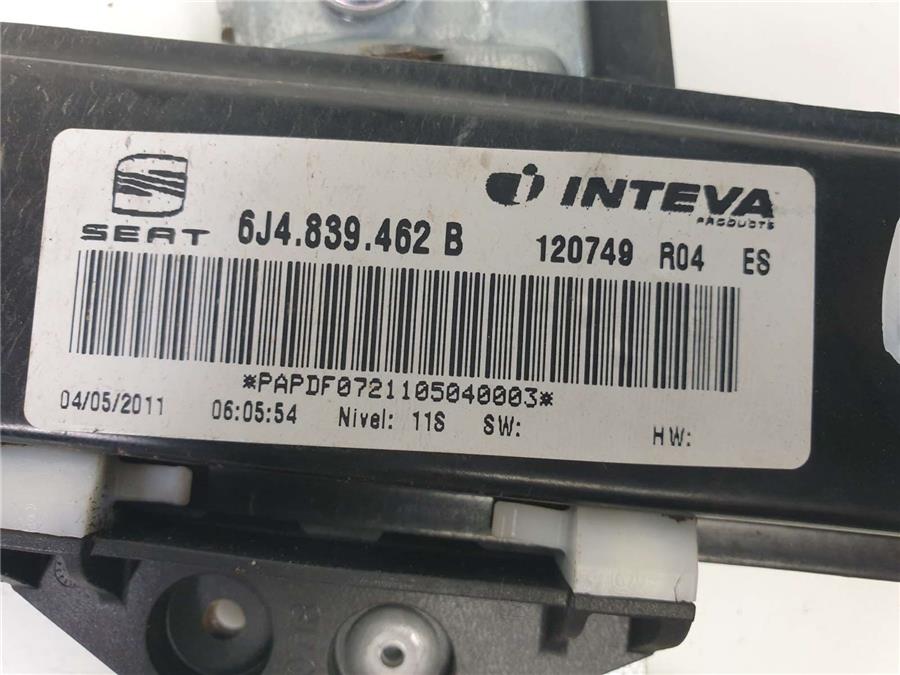 SEAT
6J4.839.462 B
INTEVA
PRODUCTS
120749 R04 ES
*PAPDF0721105040003*
04/05/2011 06:05:54 Nivel: 11S SW: HW: